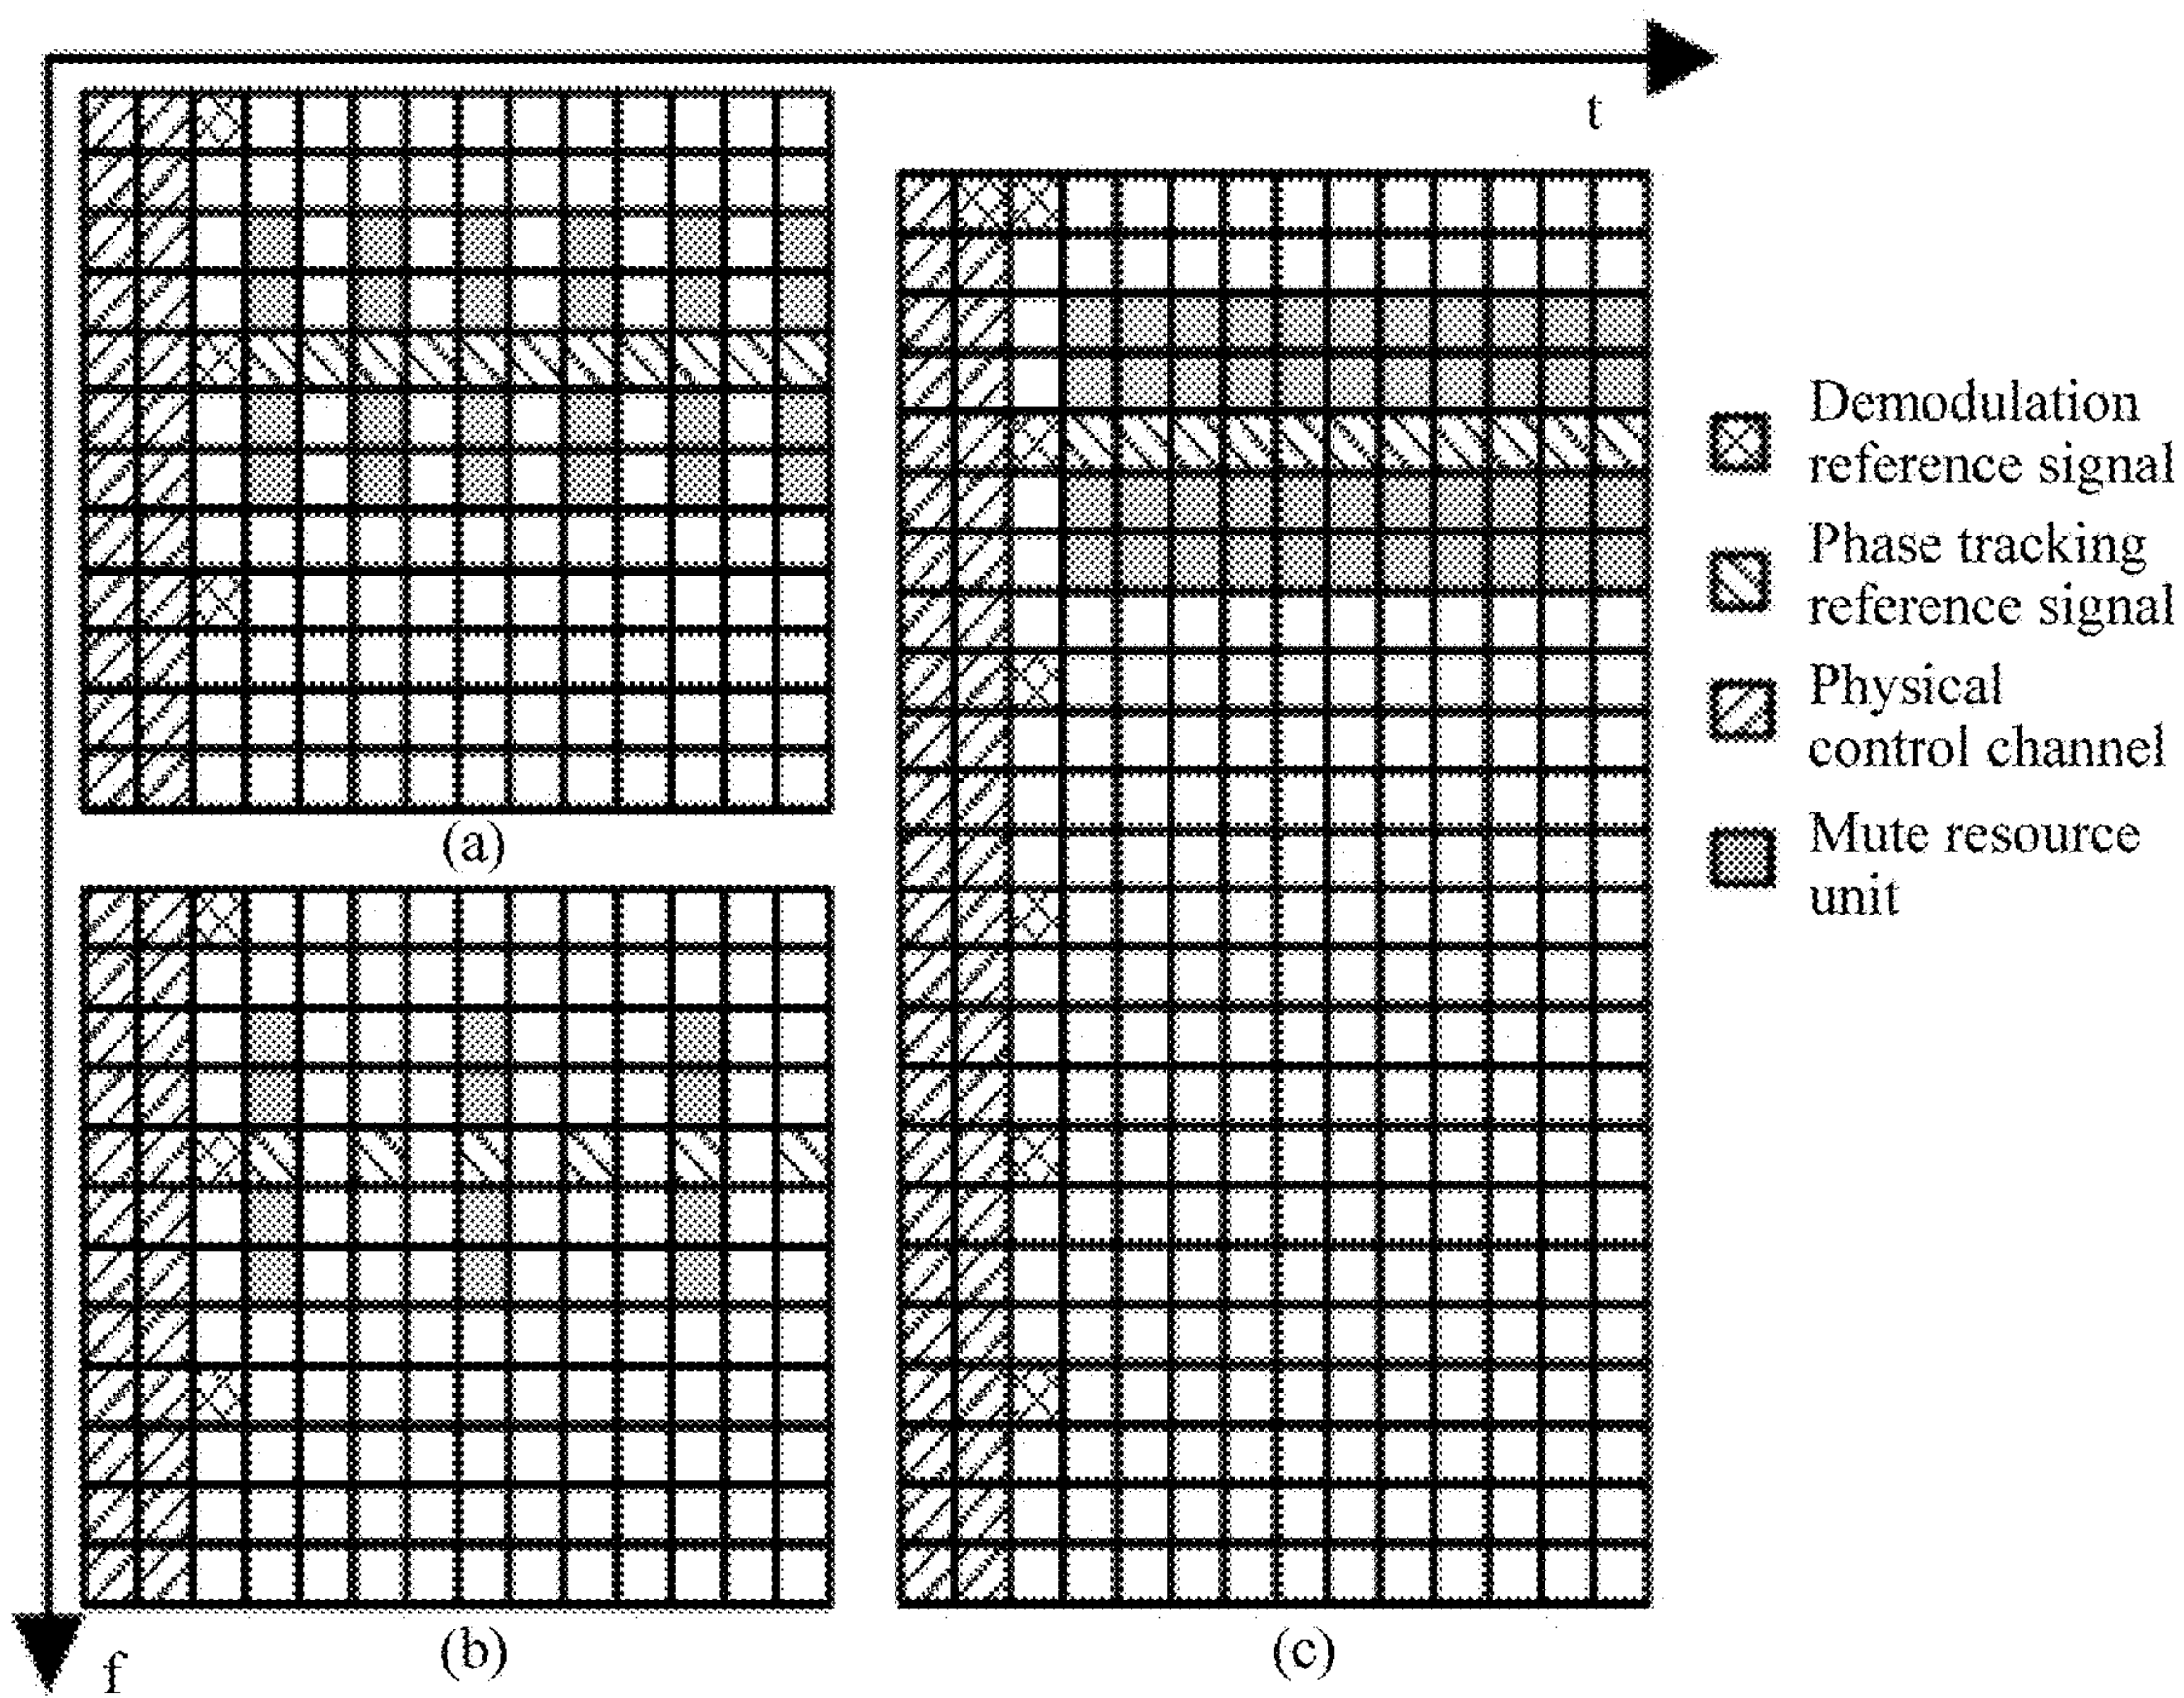 t
Demodulation
reference signal
Phase tracking
reference signal
Physical
control channel
Mute resource
unit
(a)
(b)
(c)
f